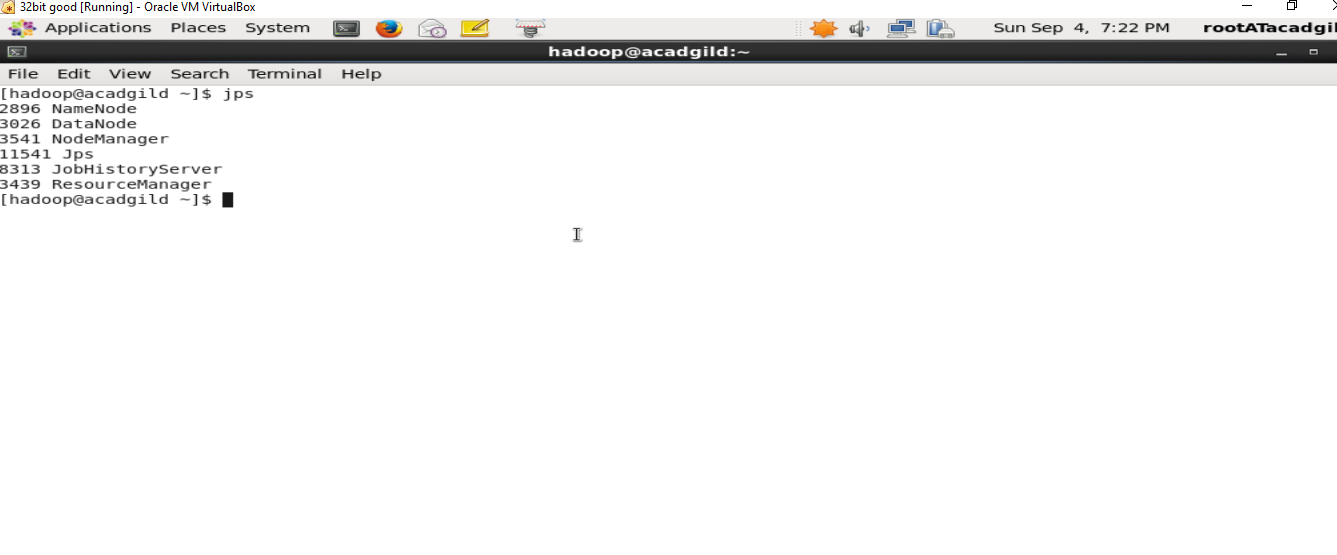 32bit good [Running] - Oracle VM VirtualBox
Applications Places System Sun Sep 4, 7:22 PM rootATacadgil
hadoop@acadgild:~
File Edit View Search Terminal Help
[hadoop@acadgild ~]$ jps
2896 NameNode
3026 DataNode
3541 NodeManager
11541 Jps
8313 JobHistoryServer
3439 ResourceManager
[hadoop@acadgild ~]$